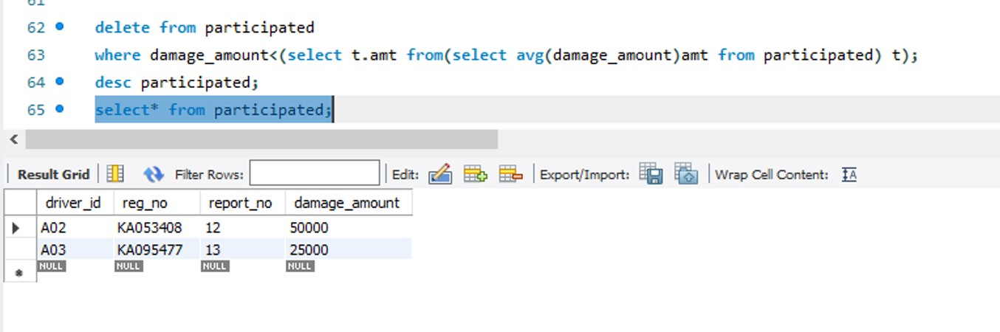 61
62 delete from participated
63 where damage_amount<(select t.amt from(select avg(damage_amount)amt from participated) t);
64 desc participated;
65 select* from participated;
Result Grid Filter Rows: Edit: Export/Import: Wrap Cell Content: IA
driver_id reg_no report_no damage_amount
A02 KA053408 12 50000
A03 KA095477 13 25000
NULL NULL NULL NULL